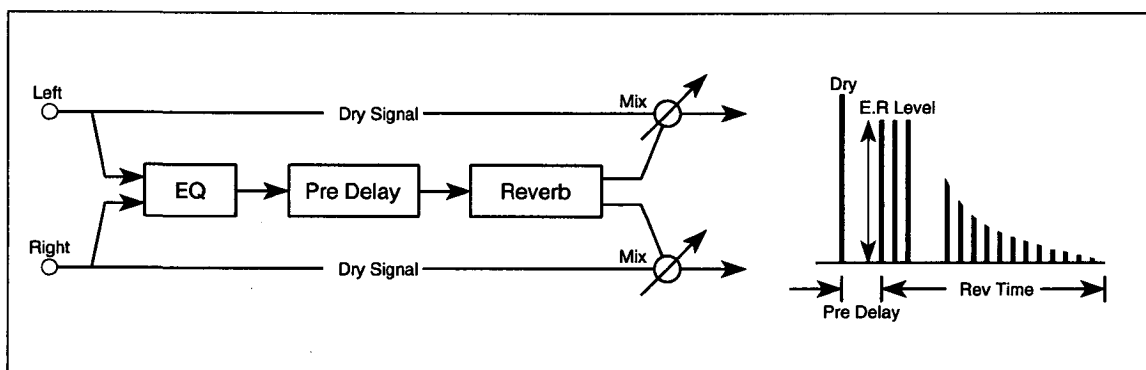 Left
Dry Signal
Mix
EQ
Pre Delay
Reverb
Right
Dry Signal
Mix
Dry
E.R Level
Rev Time
Pre Delay